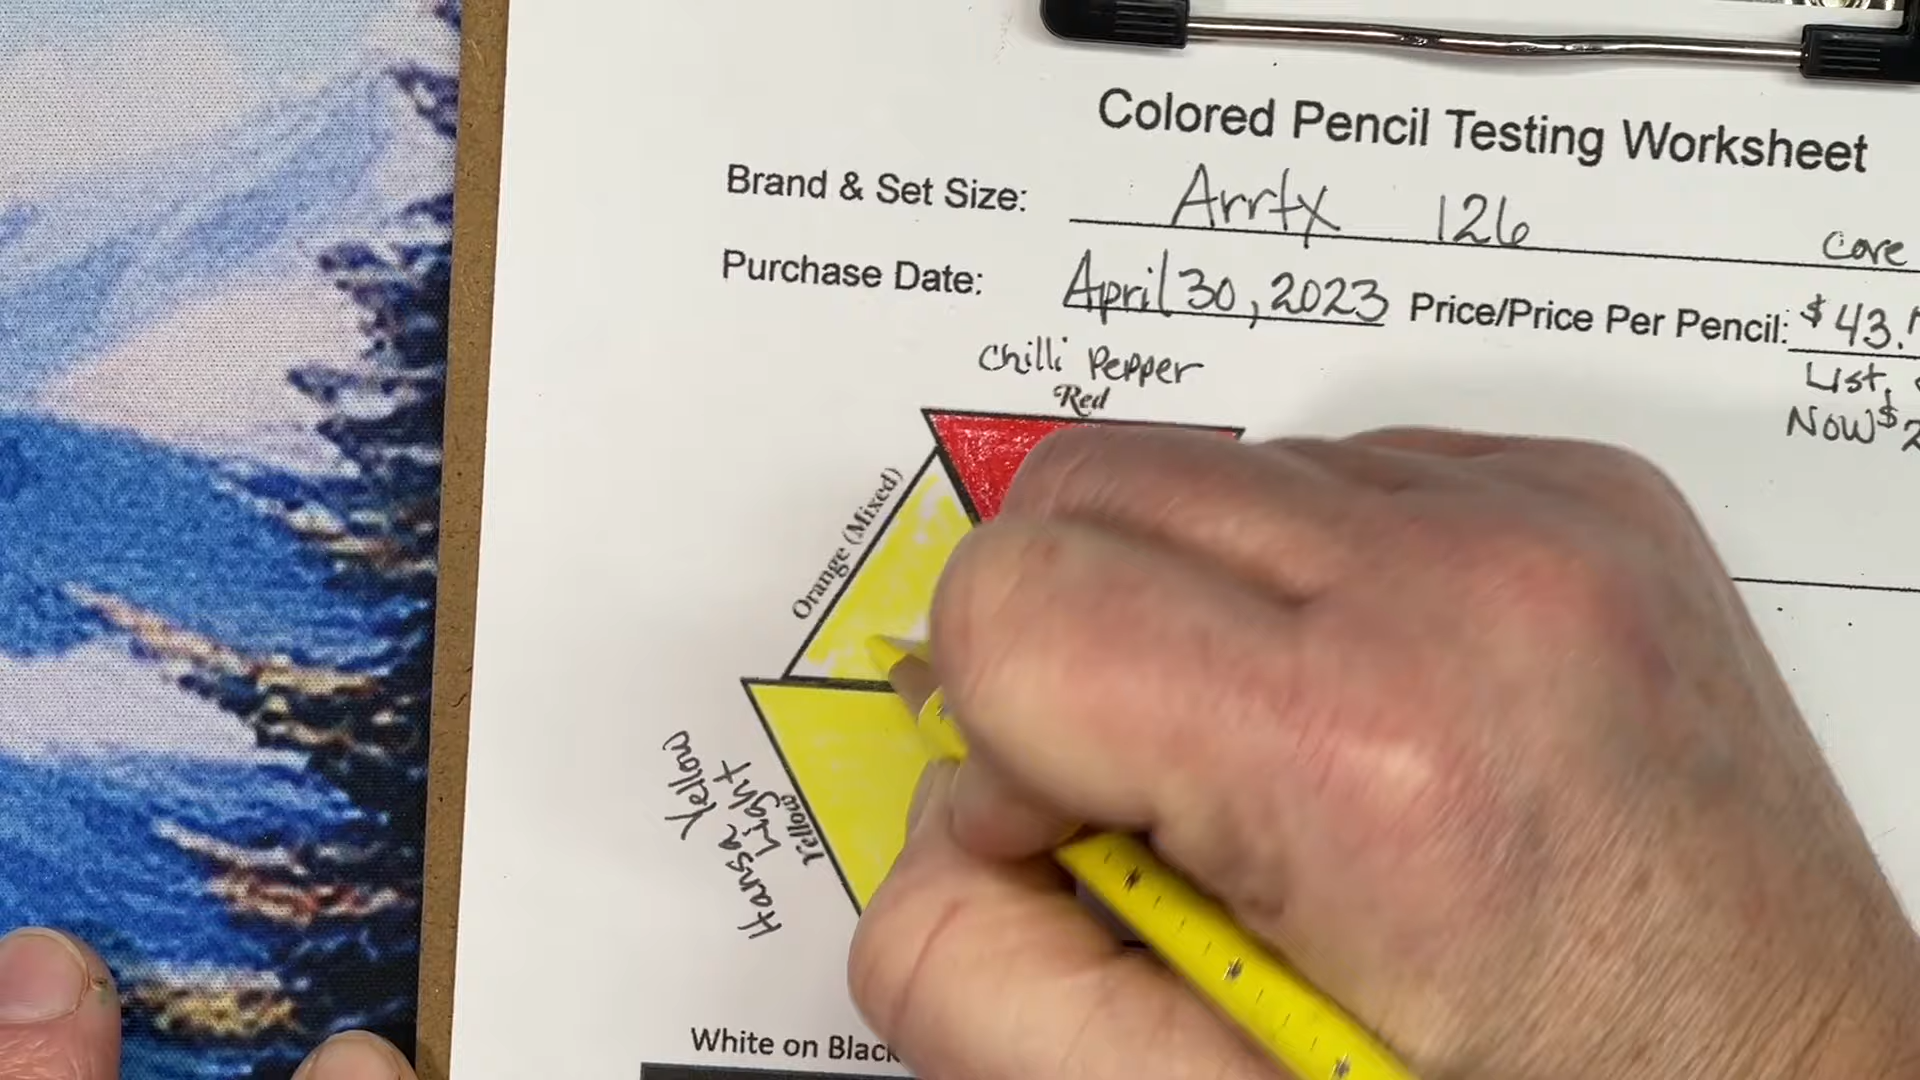 Colored Pencil Testing Worksheet
Brand & Set Size: Arrtx 126
Core
Purchase Date: April 30, 2023 Price/Price Per Pencil: $43.
List.
Now $2
Chilli Pepper
Red
Orange (Mixed)
Yellow
Hansa Light
Yellow
White on Black